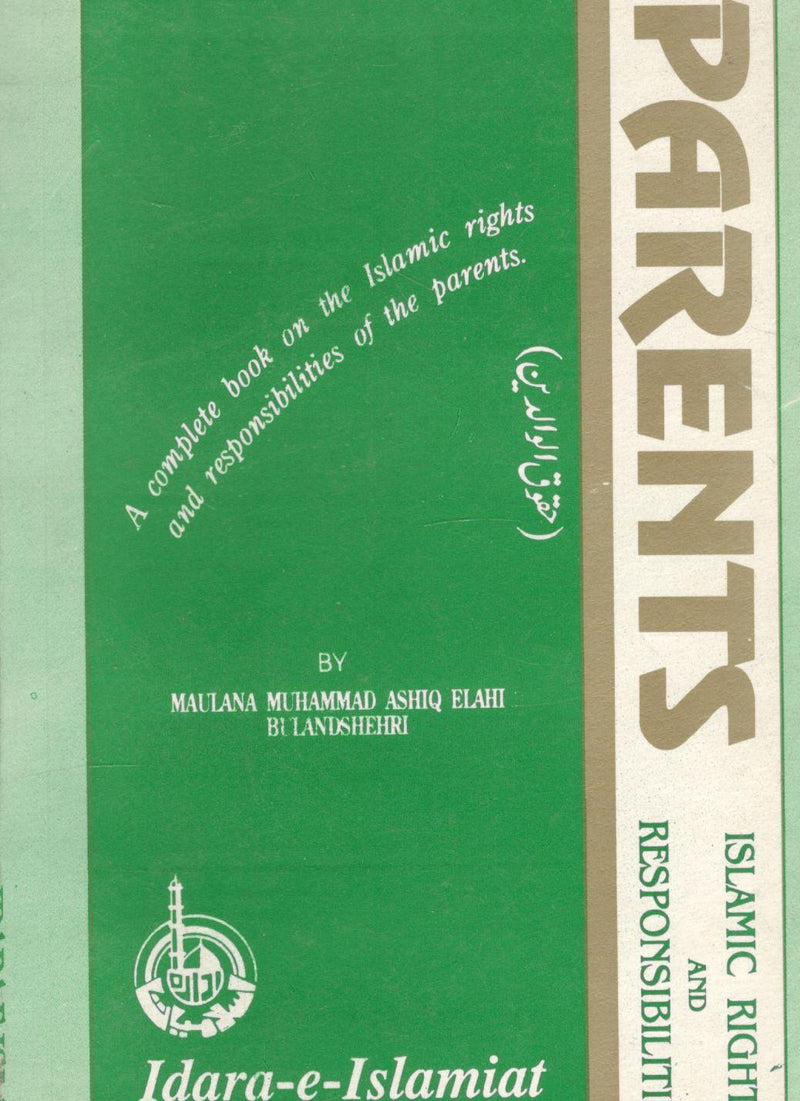 PARENTS
ISLAMIC RIGHT
AND
RESPONSIBILITI
A complete book on the Islamic rights
and responsibilities of the parents.
(حقوق الوالدین)
BY
MAULANA MUHAMMAD ASHIQ ELAHI
BULANDSHEHRI
ادارہ
Idara-e-Islamiat